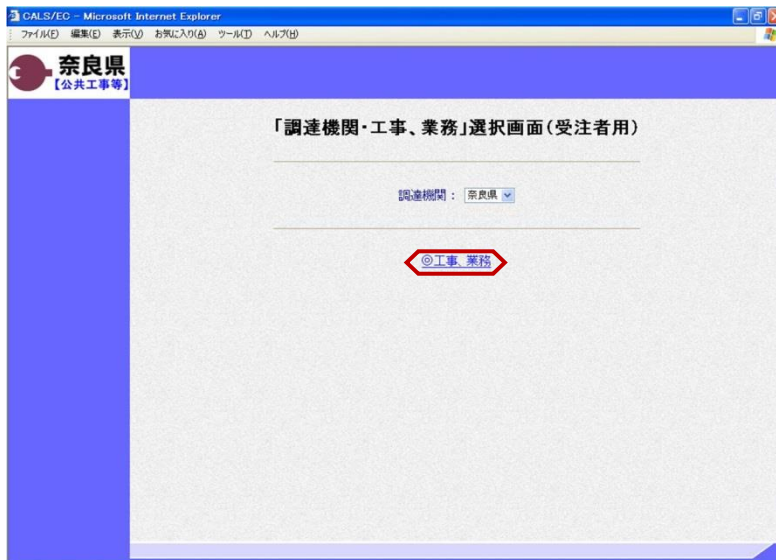 CALS/EC - Microsoft Internet Explorer
ファイル(F) 編集(E) 表示(V) お気に入り(A) ツール(T) ヘルプ(H)
奈良県
【公共工事等】
「調達機関・工事、業務」選択画面(受注者用)
調達機関： 奈良県
◎工事、業務